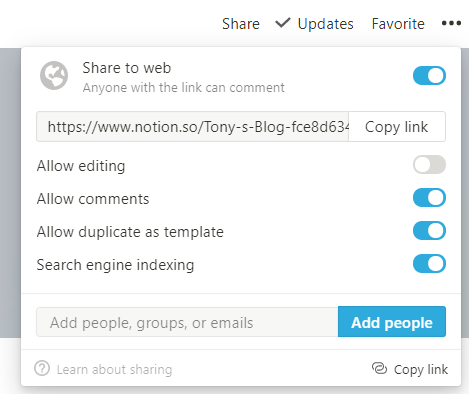 Share Updates Favorite
Share to web
Anyone with the link can comment
https://www.notion.so/Tony-s-Blog-fce8d634 Copy link
Allow editing
Allow comments
Allow duplicate as template
Search engine indexing
Add people, groups, or emails Add people
Learn about sharing Copy link